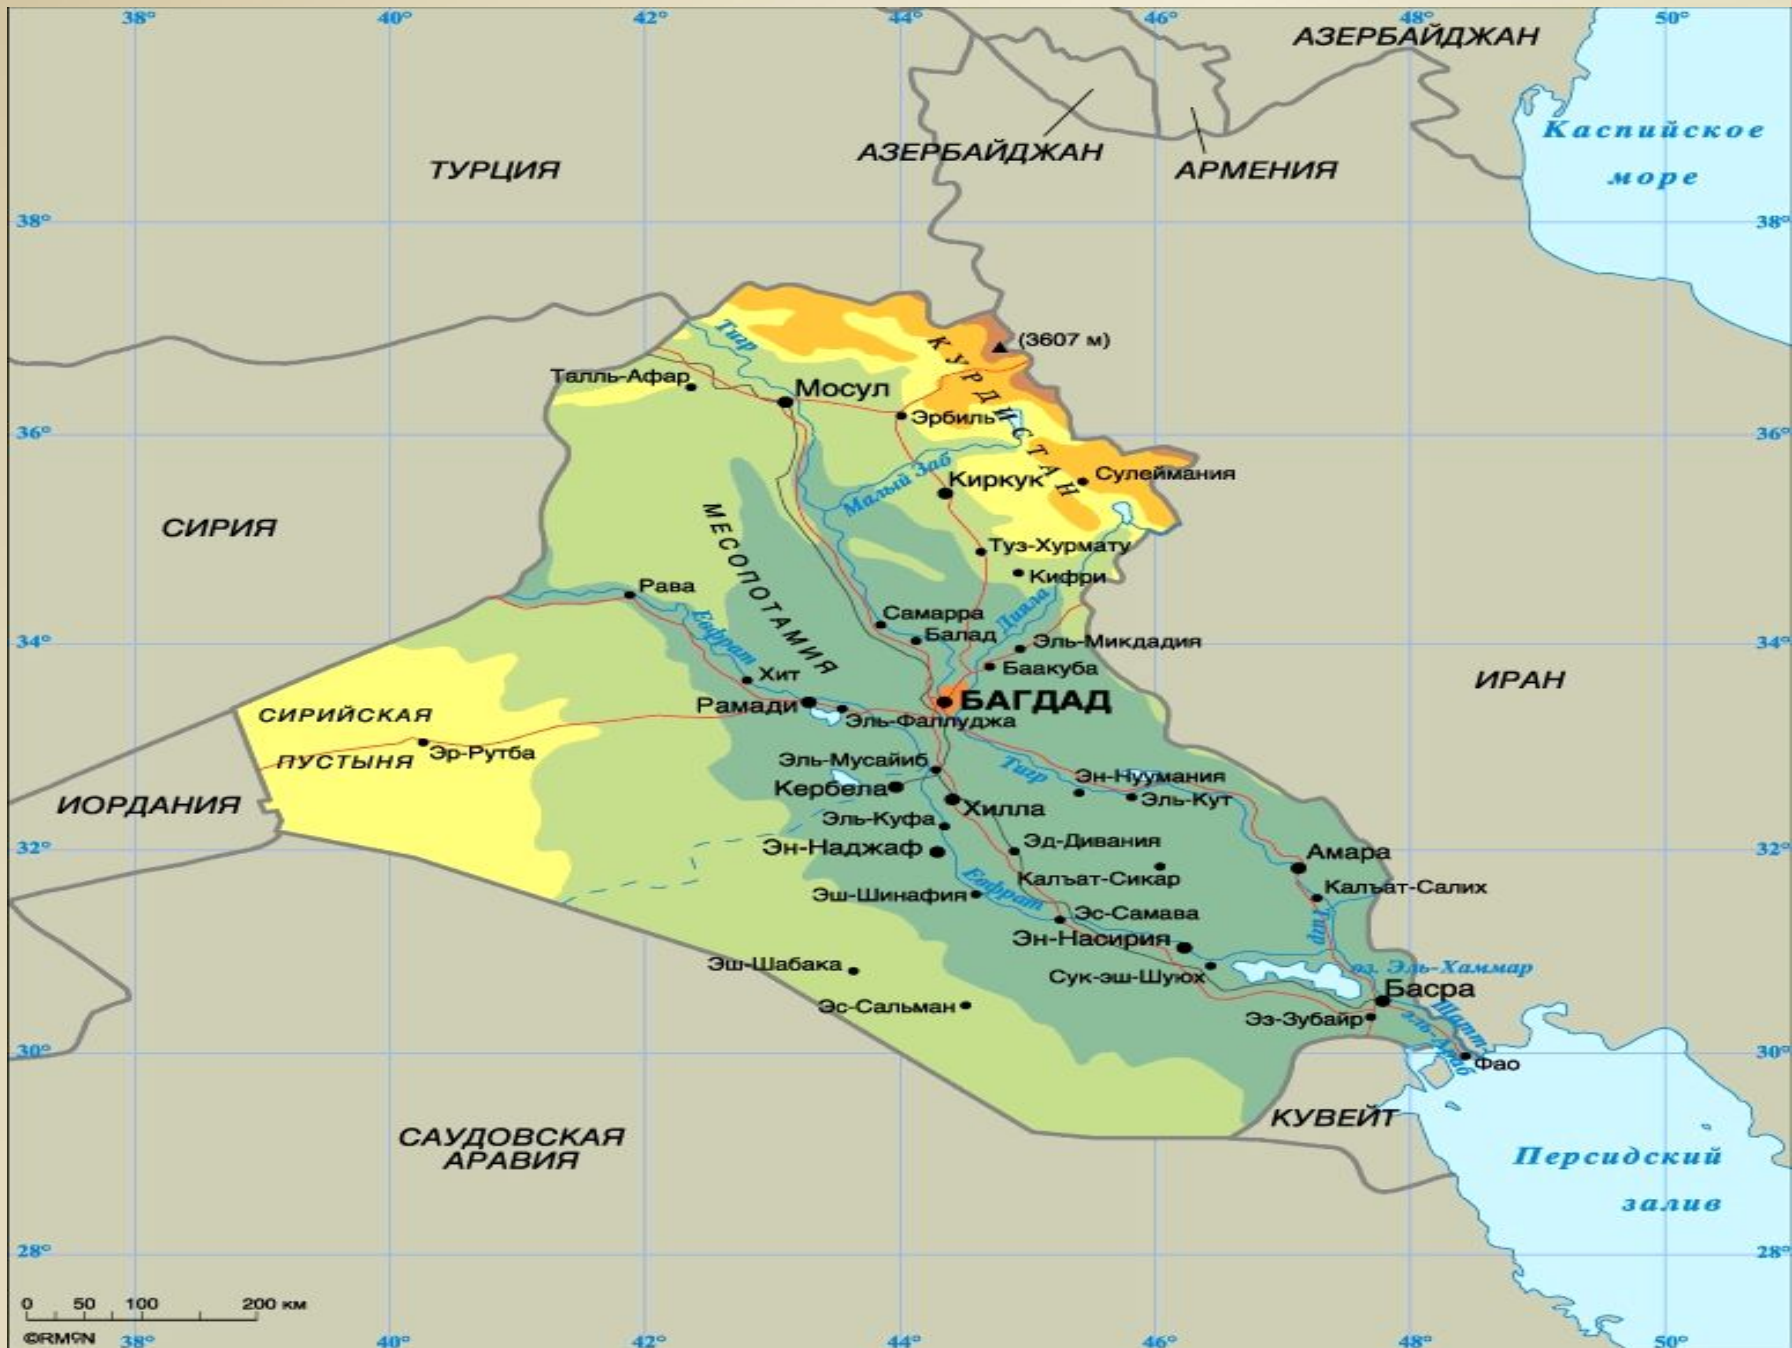 38° 40° 42° 44° 46° 48° 50°
АЗЕРБАЙДЖАН
Каспийское
море
АЗЕРБАЙДЖАН
АРМЕНИЯ
ТУРЦИЯ
38° 38°
Тигр
(3607 м)
КУРДИСТАН
Талль-Афар
Мосул
Эрбиль
36° 36°
Малый Заб
Киркук
Сулеймания
СИРИЯ
МЕСОПОТАМИЯ
Туз-Хурмату
Кифри
Рава
Евфрат
Самарра
Дияла
Балад
Эль-Микдадия
34° 34°
Баакуба
Хит
ИРАН
Рамади
БАГДАД
Эль-Фаллуджа
СИРИЙСКАЯ
ПУСТЫНЯ
Эр-Рутба
Эль-Мусайиб
Тигр
Эн-Нуумания
Кербела
Эль-Кут
ИОРДАНИЯ
Хилла
Эль-Куфа
Эд-Дивания
32° 32°
Эн-Наджаф
Амара
Калъат-Сикар
Калъат-Салих
Эш-Шинафия
Евфрат
Эс-Самава
Тигр
Эн-Насирия
Эш-Шабака
Сук-эш-Шуюх
оз. Эль-Хаммар
Басра
Эс-Сальман
Эз-Зубайр
Шатт-
эль-Араб
30° 30°
Фао
КУВЕЙТ
САУДОВСКАЯ
АРАВИЯ
Персидский
залив
28° 28°
0 50 100 200 км
38° 40° 42° 44° 46° 48° 50°